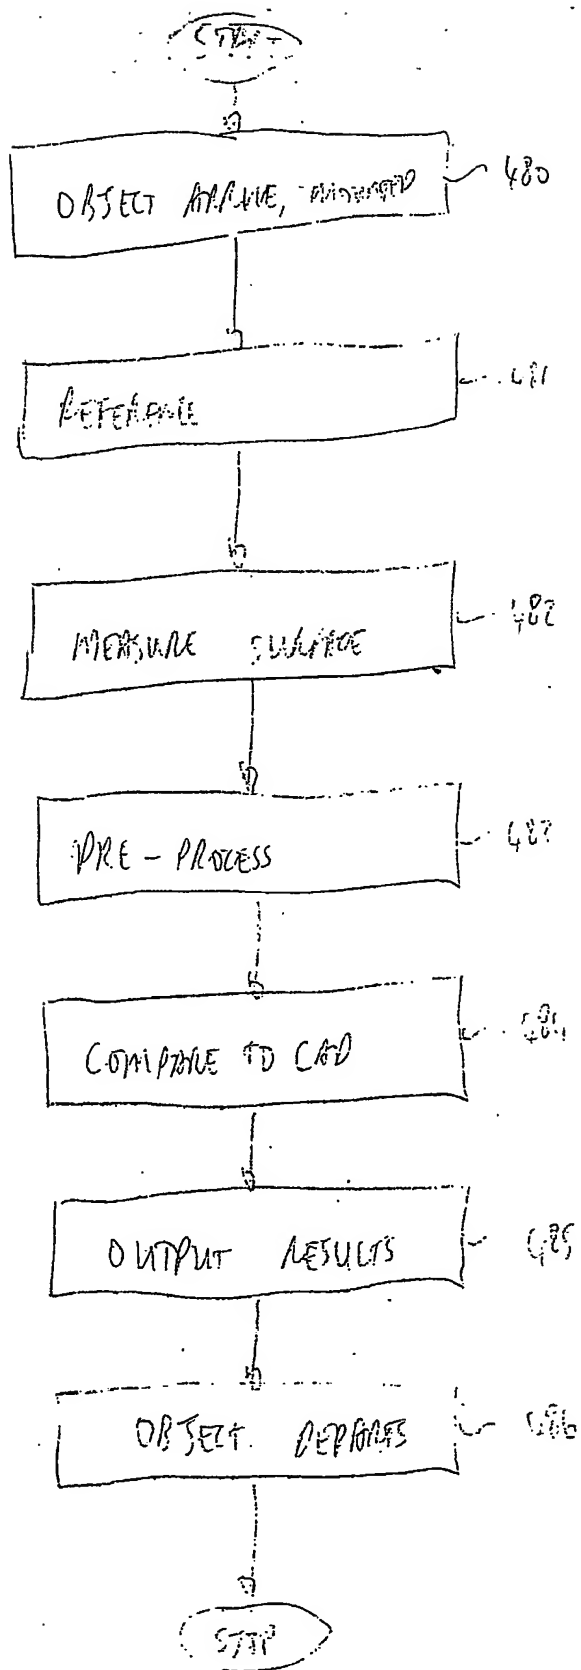 START
OBJECT ARRIVE, MOUNTED
480
REFERENCE
481
MEASURE SURFACE
482
PRE-PROCESS
483
COMPARE TO CAD
484
OUTPUT RESULTS
485
OBJECT DEPARTS
486
STOP